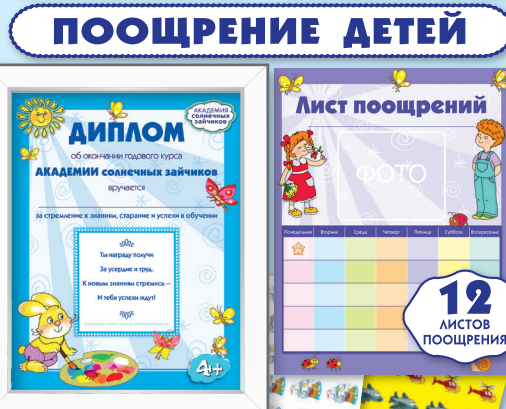 ПООЩРЕНИЕ ДЕТЕЙ
АКАДЕМИЯ
СОЛНЕЧНЫХ
ЗАЙЧИКОВ
ДИПЛОМ
об окончании годового курса
АКАДЕМИИ солнечных зайчиков
вручается
за стремление к знаниям, старание и успехи в обучении
Ты награду получи
За усердие и труд.
К новым знаниям стремись —
И тебя успехи ждут!
4+
Лист поощрений
ФОТО
Понедельник Вторник Среда Четверг Пятница Суббота Воскресенье
12
ЛИСТОВ
ПООЩРЕНИЯ